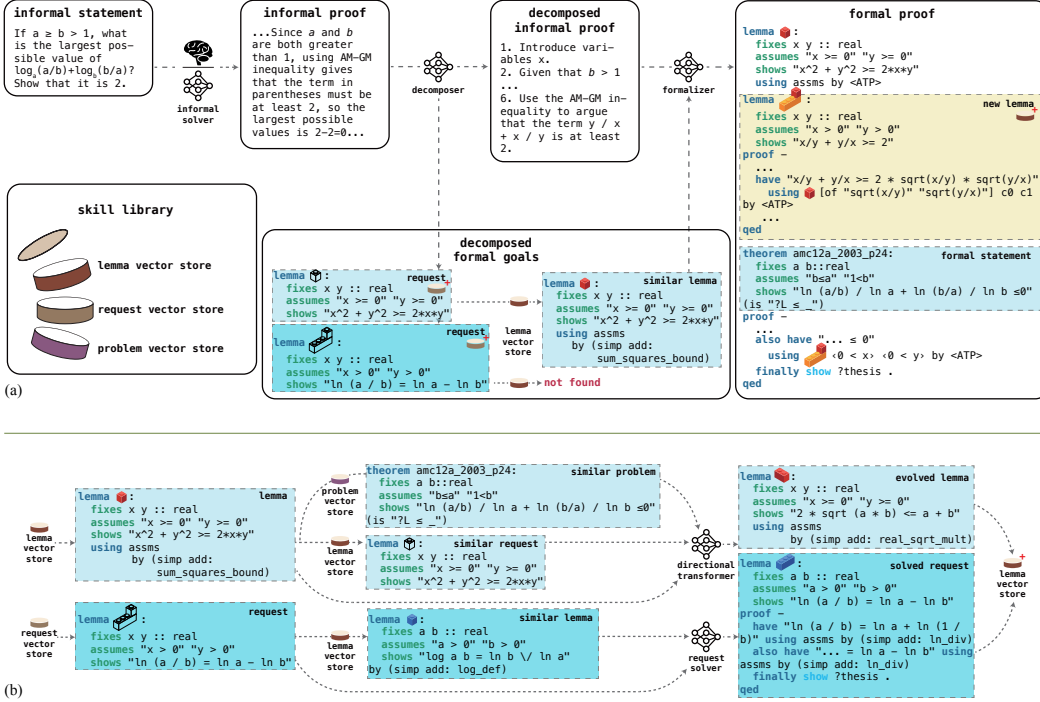 informal statement
If a ≥ b > 1, what
is the largest pos-
sible value of
logₐ(a/b)+log_b(b/a)?
Show that it is 2.
informal
solver
informal proof
...Since a and b
are both greater
than 1, using AM-GM
inequality gives
that the term in
parentheses must
be at least 2, so the
largest possible
values is 2–2=0...
decomposer
decomposed
informal proof
1. Introduce vari-
ables x.
2. Given that b > 1
...
6. Use the AM-GM in-
equality to argue
that the term y / x
+ x / y is at least
2.
formalizer
formal proof
lemma :
fixes x y :: real
assumes "x >= 0" "y >= 0"
shows "x^2 + y^2 >= 2*x*y"
using assms by <ATP>
lemma :
new lemma
fixes x y :: real
assumes "x > 0" "y > 0"
shows "x/y + y/x >= 2"
proof –
...
have "x/y + y/x >= 2 * sqrt(x/y) * sqrt(y/x)"
using [of "sqrt(x/y)" "sqrt(y/x)"] c0 c1
by <ATP>
...
qed
theorem amc12a_2003_p24:
formal statement
fixes a b::real
assumes "b≤a" "1<b"
shows "ln (a/b) / ln a + ln (b/a) / ln b ≤0"
(is "?L ≤ _")
proof –
...
also have "... ≤ 0"
using ‹0 < x› ‹0 < y› by <ATP>
finally show ?thesis .
qed
skill library
lemma vector store
request vector store
problem vector store
decomposed
formal goals
lemma :
request
fixes x y :: real
assumes "x >= 0" "y >= 0"
shows "x^2 + y^2 >= 2*x*y"
lemma :
request
fixes x y :: real
assumes "x > 0" "y > 0"
shows "ln (a / b) = ln a – ln b"
lemma
vector
store
not found
similar lemma
lemma :
fixes x y :: real
assumes "x >= 0" "y >= 0"
shows "x^2 + y^2 >= 2*x*y"
using assms
by (simp add:
sum_squares_bound)
(a)
lemma
vector
store
lemma :
lemma
fixes x y :: real
assumes "x >= 0" "y >= 0"
shows "x^2 + y^2 >= 2*x*y"
using assms
by (simp add:
sum_squares_bound)
problem
vector
store
theorem amc12a_2003_p24:
similar problem
fixes a b::real
assumes "b≤a" "1<b"
shows "ln (a/b) / ln a + ln (b/a) / ln b ≤0"
(is "?L ≤ _")
lemma
vector
store
lemma :
similar request
fixes x y :: real
assumes "x >= 0" "y >= 0"
shows "x^2 + y^2 >= 2*x*y"
directional
transformer
lemma :
evolved lemma
fixes x y :: real
assumes "x >= 0" "y >= 0"
shows "2 * sqrt (a * b) <= a + b"
using assms
by (simp add: real_sqrt_mult)
request
vector
store
lemma :
request
fixes x y :: real
assumes "x > 0" "y > 0"
shows "ln (a / b) = ln a – ln b"
lemma
vector
store
lemma :
similar lemma
fixes a b :: real
assumes "a > 0" "b > 0"
shows "log a b = ln b \/ ln a"
by (simp add: log_def)
request
solver
lemma :
solved request
fixes a b :: real
assumes "a > 0" "b > 0"
shows "ln (a / b) = ln a – ln b"
proof –
have "ln (a / b) = ln a + ln (1 /
b)" using assms by (simp add: ln_div)
also have "... = ln a – ln b" using
assms by (simp add: ln_div)
finally show ?thesis .
qed
lemma
vector
store
(b)